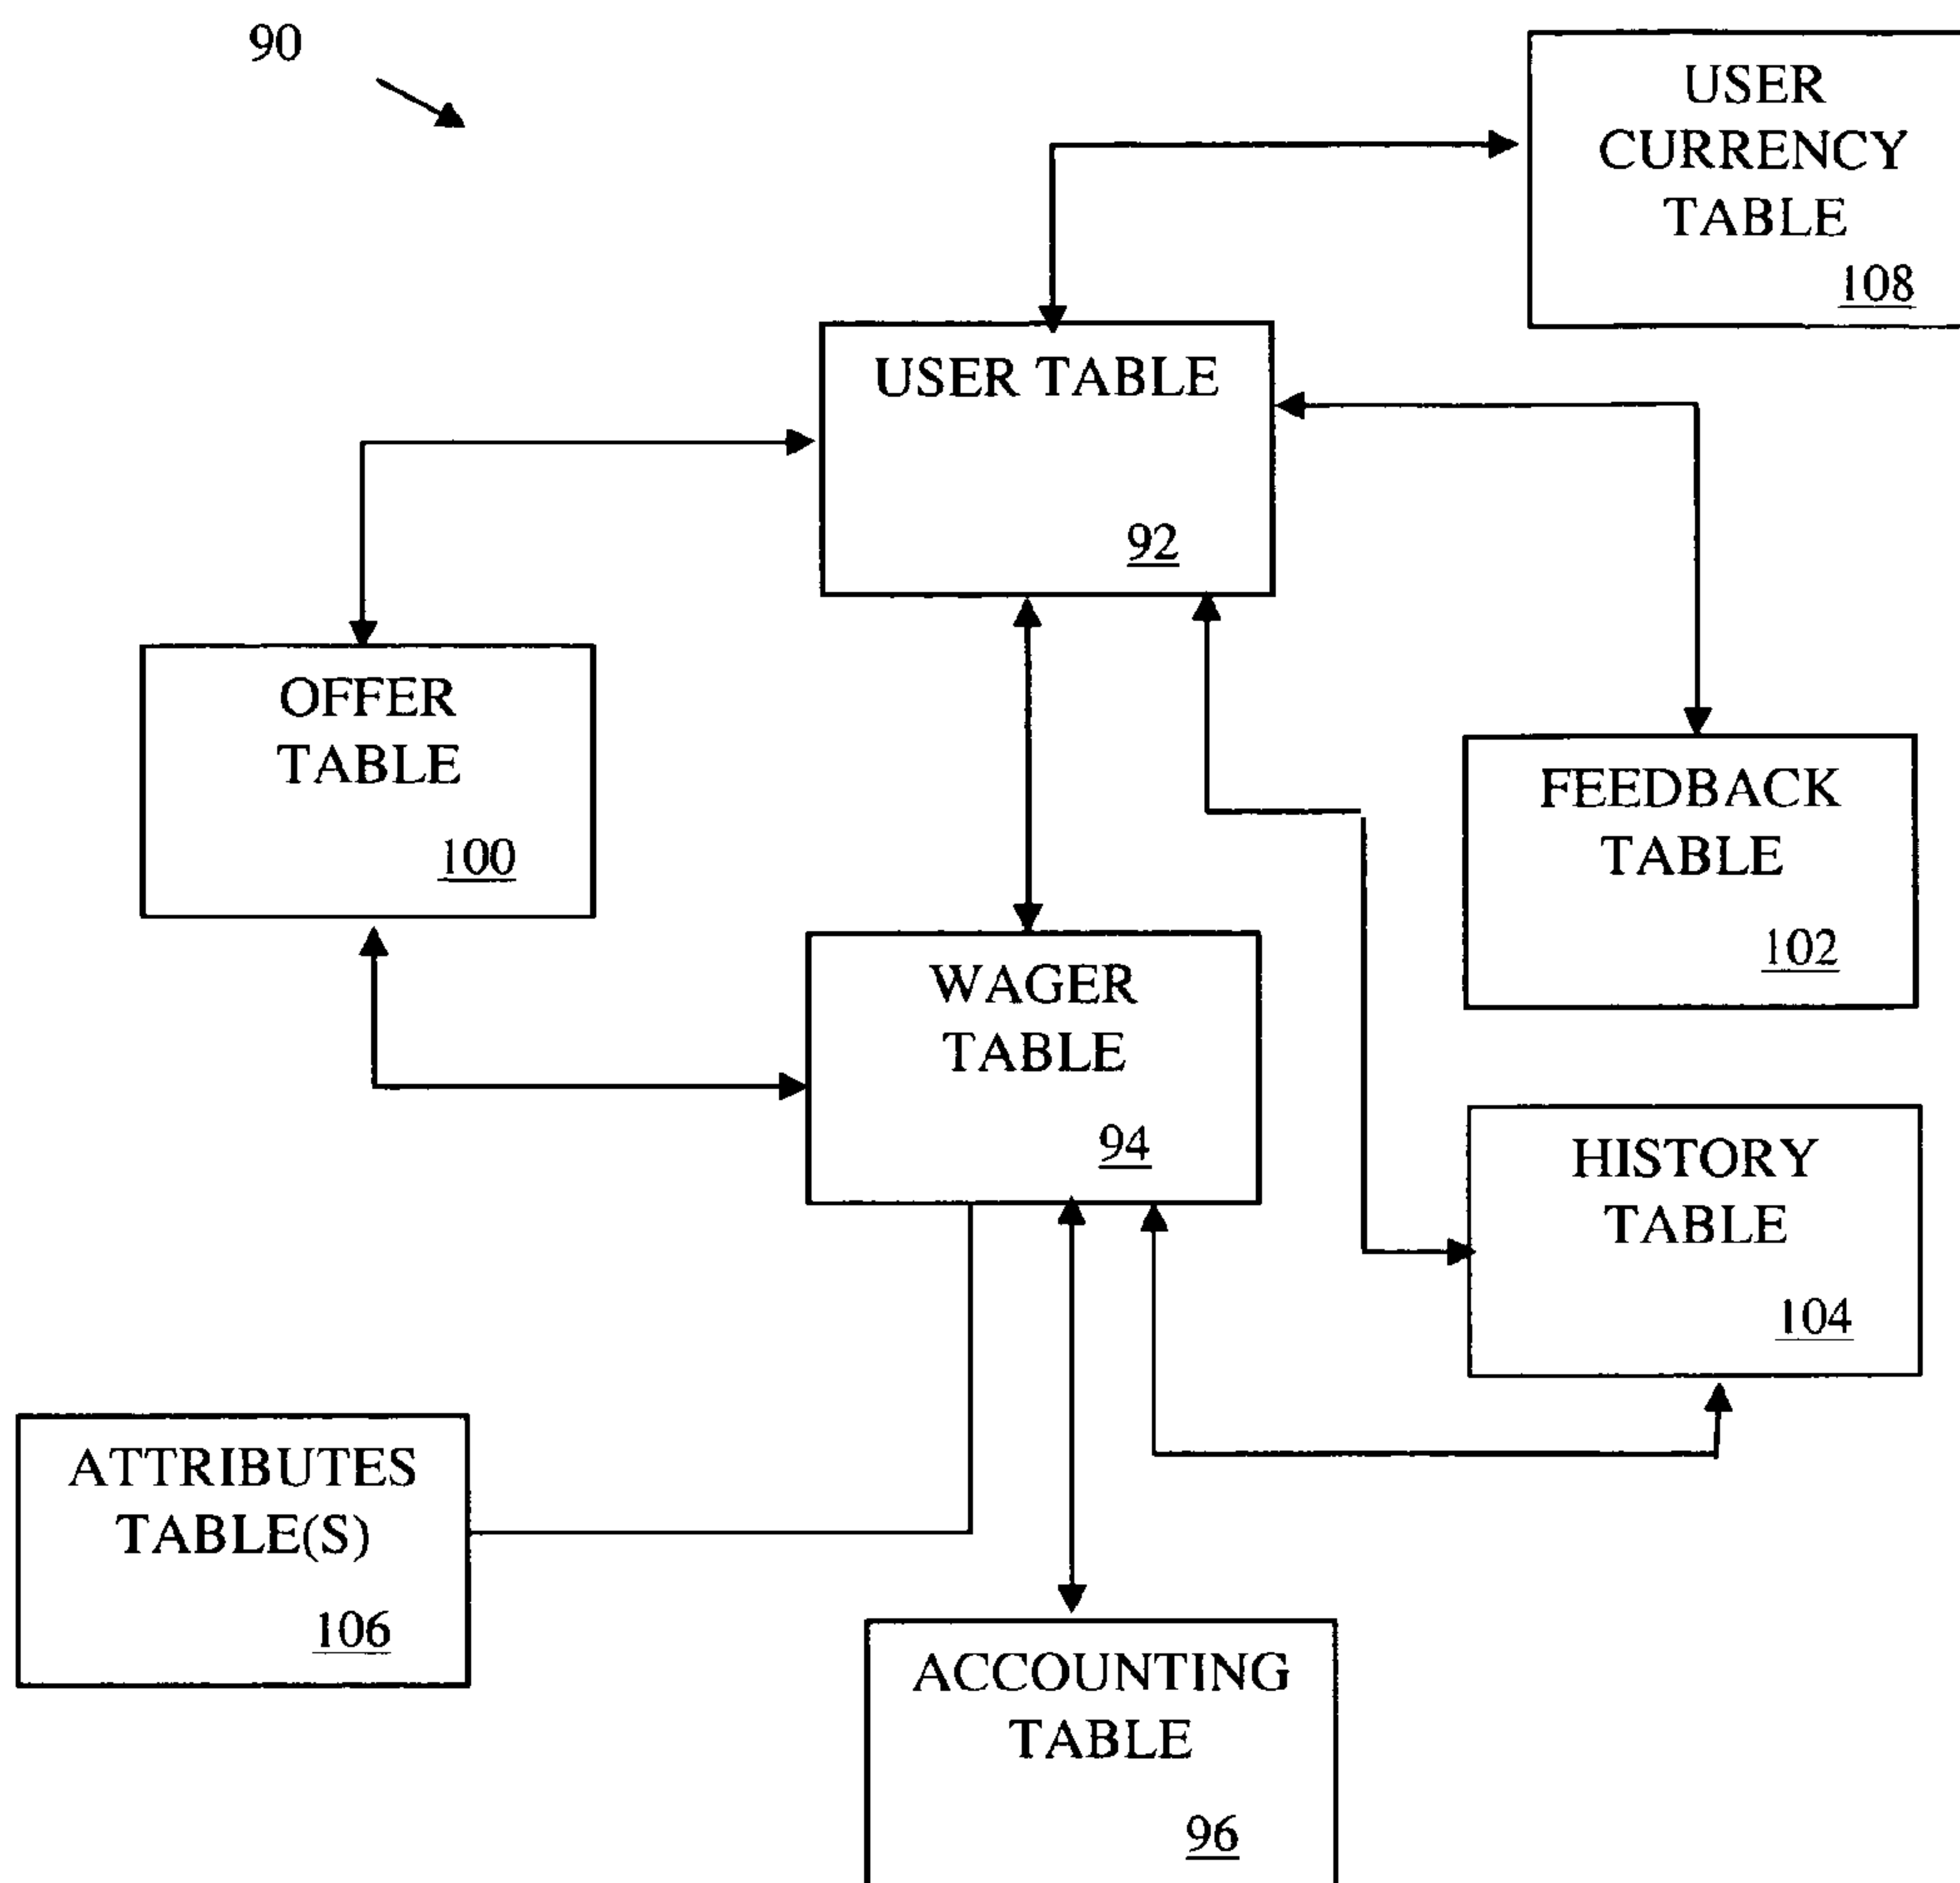 90
USER
CURRENCY
TABLE
108
USER TABLE
92
OFFER
TABLE
100
FEEDBACK
TABLE
102
WAGER
TABLE
94
HISTORY
TABLE
104
ATTRIBUTES
TABLE(S)
106
ACCOUNTING
TABLE
96